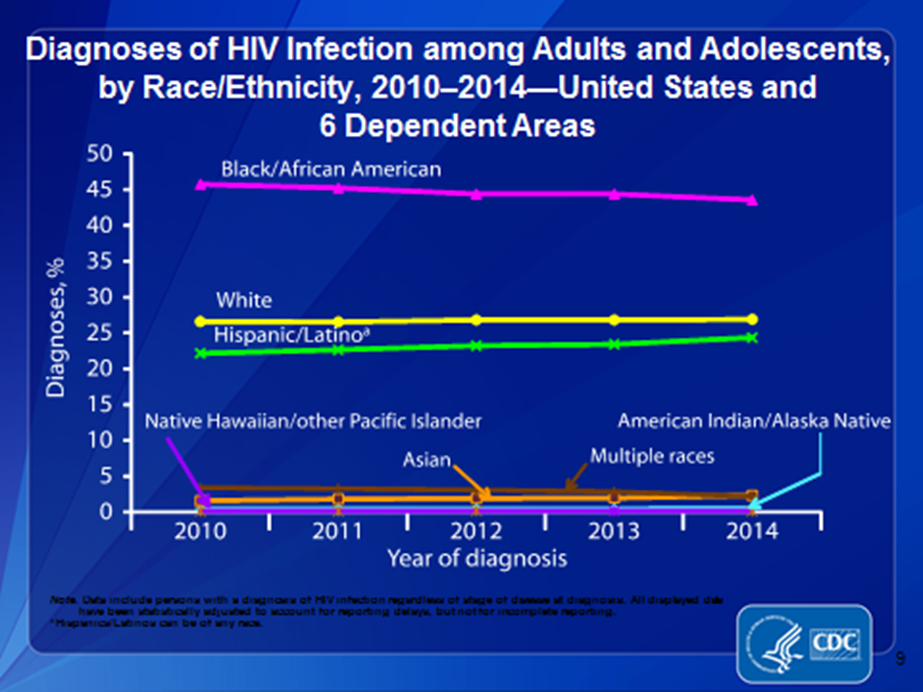 Diagnoses of HIV Infection among Adults and Adolescents,
by Race/Ethnicity, 2010–2014—United States and
6 Dependent Areas
50
45
40
35
30
25
20
15
10
5
0
Diagnoses, %
Black/African American
White
Hispanic/Latinoª
Native Hawaiian/other Pacific Islander
American Indian/Alaska Native
Asian
Multiple races
2010 2011 2012 2013 2014
Year of diagnosis
Note. Data include persons with a diagnosis of HIV infection regardless of stage of disease at diagnosis. All displayed data
have been statistically adjusted to account for reporting delays, but not for incomplete reporting.
ªHispanics/Latinos can be of any race.
CDC
9